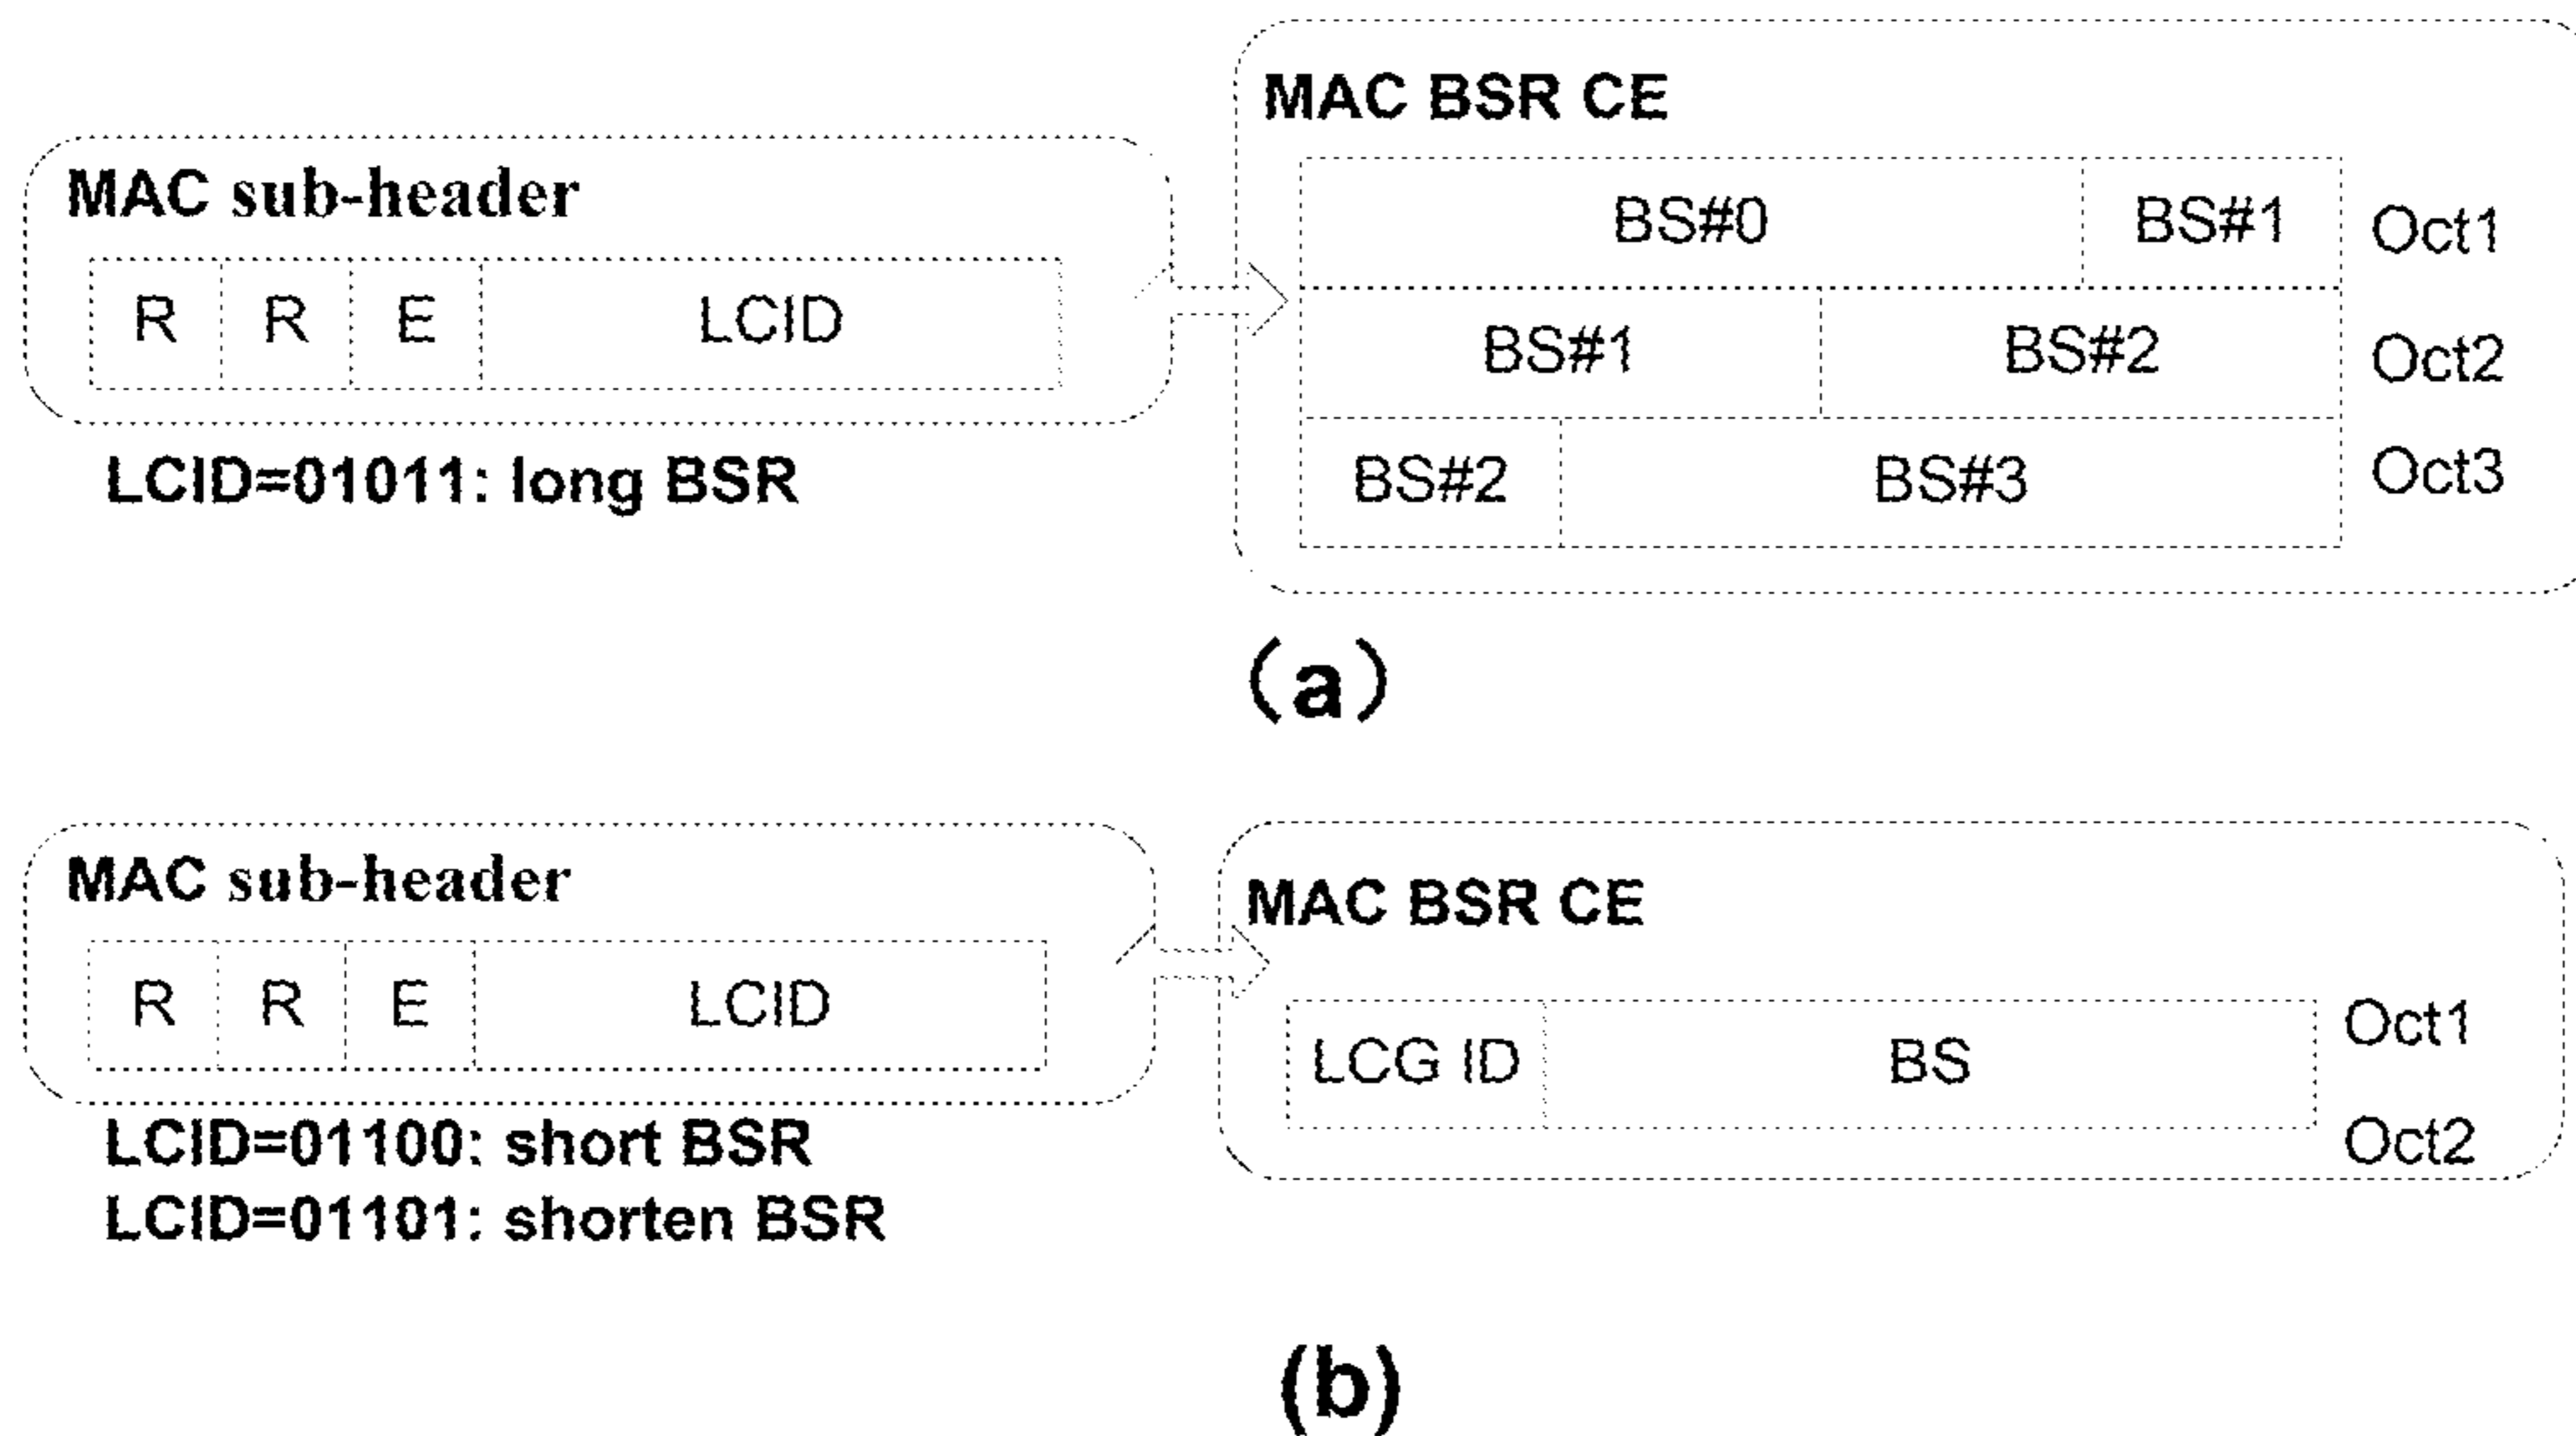 MAC BSR CE
MAC sub-header
BS#0 BS#1 Oct1
R R E LCID
BS#1 BS#2 Oct2
LCID=01011: long BSR
BS#2 BS#3 Oct3
(a)
MAC sub-header
MAC BSR CE
R R E LCID
LCG ID BS Oct1
Oct2
LCID=01100: short BSR
LCID=01101: shorten BSR
(b)